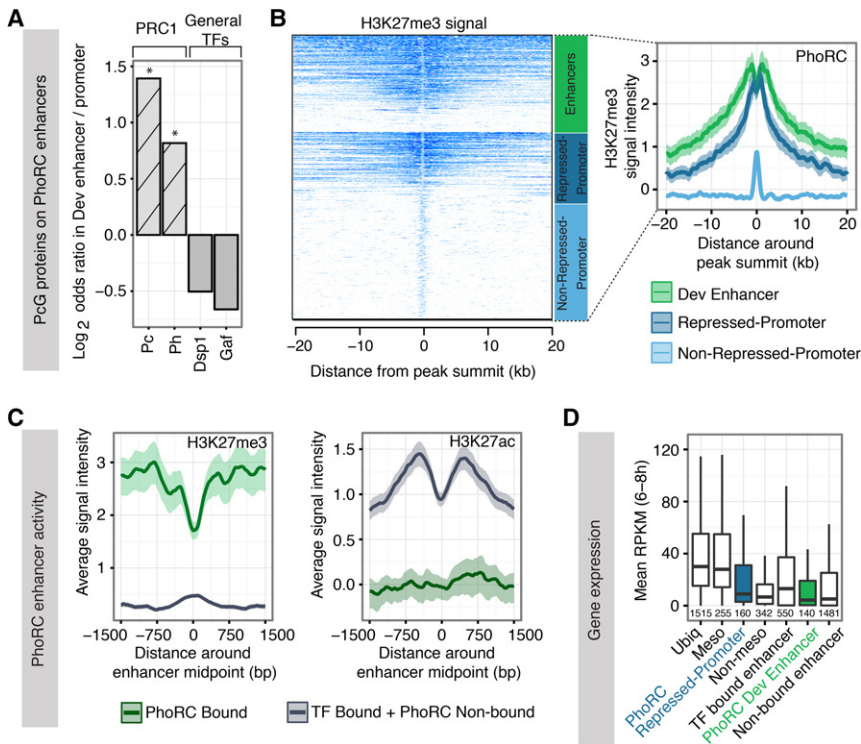 A
PcG proteins on PhoRC enhancers
Log2 odds ratio in Dev enhancer / promoter
PRC1
General
TFs
1.5
1.0
0.5
0.0
−0.5
*
*
Pc
Ph
Dsp1
Gaf
B
H3K27me3 signal
Enhancers
Repressed-
Promoter
Non-Repressed-
Promoter
−20 −10 0 10 20
Distance from peak summit (kb)
PhoRC
H3K27me3
signal intensity
3
2
1
0
−20 −10 0 10 20
Distance around
peak summit (kb)
Dev Enhancer
Repressed-Promoter
Non-Repressed-Promoter
C
PhoRC enhancer activity
H3K27me3
Average signal intensity
3
2
1
−1500 −750 0 750 1500
Distance around
enhancer midpoint (bp)
H3K27ac
Average signal intensity
1.5
1.0
0.5
0.0
−1500 −750 0 750 1500
Distance around
enhancer midpoint (bp)
PhoRC Bound
TF Bound + PhoRC Non-bound
D
Gene expression
Mean RPKM (6–8h)
120
80
40
0
1515 255 160 342 550 140 1481
Ubiq
Meso
PhoRC
Repressed-Promoter
Non-meso
TF bound enhancer
PhoRC Dev Enhancer
Non-bound enhancer